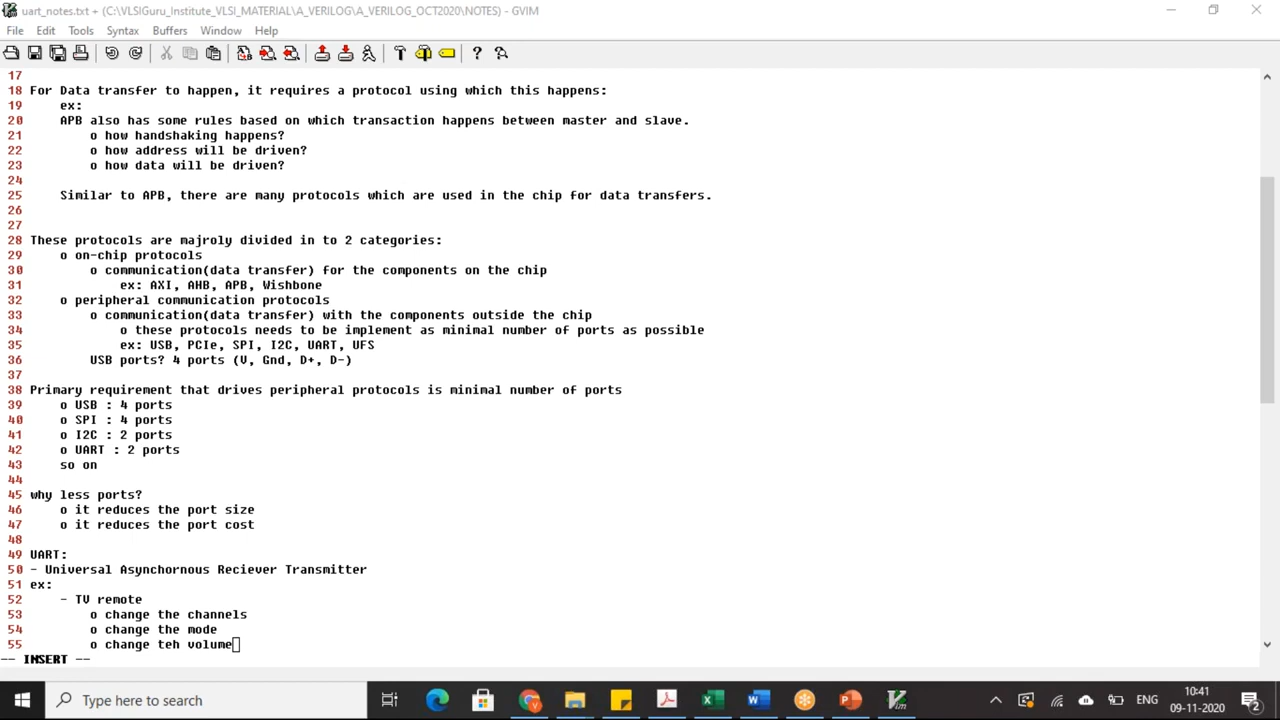 uart_notes.txt + (C:\VLSIGuru_Institute_VLSI_MATERIAL\A_VERILOG\A_VERILOG_OCT2020\NOTES) - GVIM
File Edit Tools Syntax Buffers Window Help
17
18 For Data transfer to happen, it requires a protocol using which this happens:
19 ex:
20 APB also has some rules based on which transaction happens between master and slave.
21 o how handshaking happens?
22 o how address will be driven?
23 o how data will be driven?
24
25 Similar to APB, there are many protocols which are used in the chip for data transfers.
26
27
28 These protocols are majroly divided in to 2 categories:
29 o on-chip protocols
30 o communication(data transfer) for the components on the chip
31 ex: AXI, AHB, APB, Wishbone
32 o peripheral communication protocols
33 o communication(data transfer) with the components outside the chip
34 o these protocols needs to be implement as minimal number of ports as possible
35 ex: USB, PCIe, SPI, I2C, UART, UFS
36 USB ports? 4 ports (V, Gnd, D+, D-)
37
38 Primary requirement that drives peripheral protocols is minimal number of ports
39 o USB : 4 ports
40 o SPI : 4 ports
41 o I2C : 2 ports
42 o UART : 2 ports
43 so on
44
45 why less ports?
46 o it reduces the port size
47 o it reduces the port cost
48
49 UART:
50 - Universal Asynchornous Reciever Transmitter
51 ex:
52 - TV remote
53 o change the channels
54 o change the mode
55 o change teh volume
-- INSERT --
Type here to search
ENG
10:41
09-11-2020
2